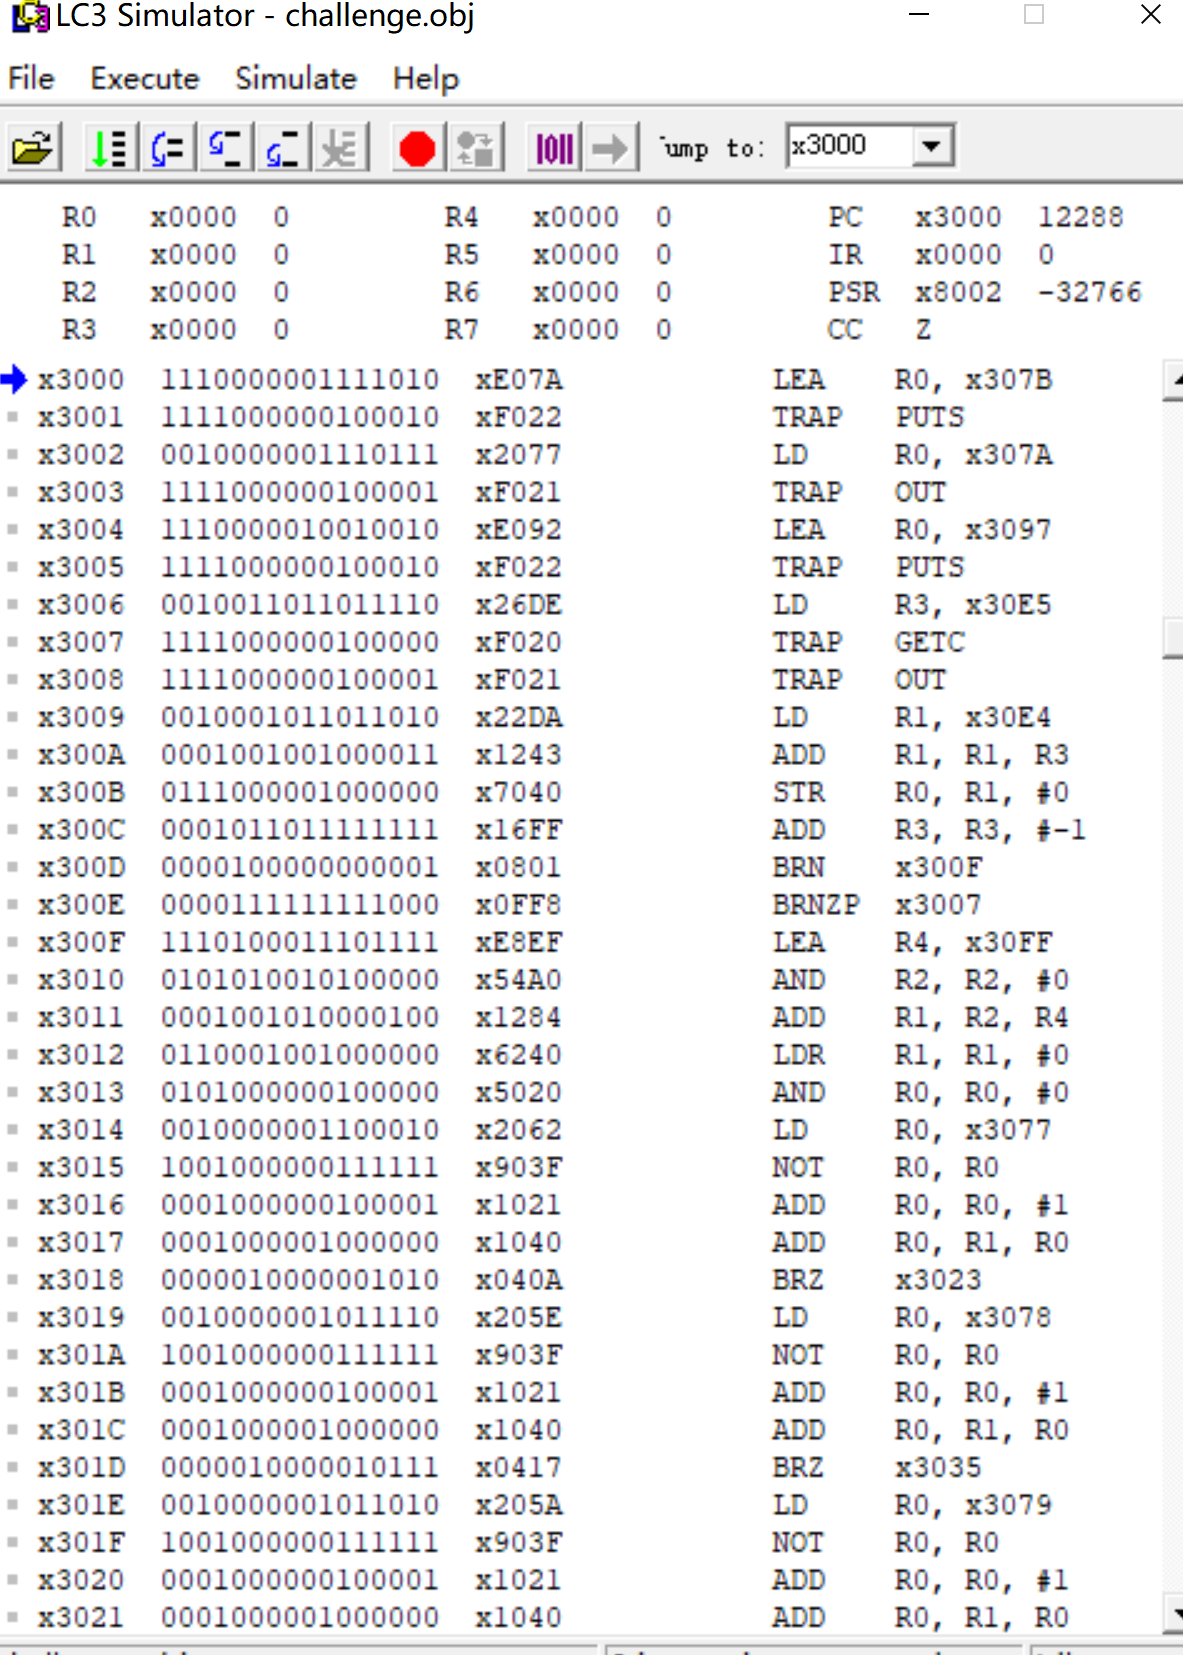 LC3 Simulator - challenge.obj
File Execute Simulate Help
ump to: x3000
R0 x0000 0 R4 x0000 0 PC x3000 12288
R1 x0000 0 R5 x0000 0 IR x0000 0
R2 x0000 0 R6 x0000 0 PSR x8002 -32766
R3 x0000 0 R7 x0000 0 CC Z
x3000 1110000001111010 xE07A LEA R0, x307B
x3001 1111000000100010 xF022 TRAP PUTS
x3002 0010000001110111 x2077 LD R0, x307A
x3003 1111000000100001 xF021 TRAP OUT
x3004 1110000010010010 xE092 LEA R0, x3097
x3005 1111000000100010 xF022 TRAP PUTS
x3006 0010011011011110 x26DE LD R3, x30E5
x3007 1111000000100000 xF020 TRAP GETC
x3008 1111000000100001 xF021 TRAP OUT
x3009 0010001011011010 x22DA LD R1, x30E4
x300A 0001001001000011 x1243 ADD R1, R1, R3
x300B 0111000001000000 x7040 STR R0, R1, #0
x300C 0001011011111111 x16FF ADD R3, R3, #-1
x300D 0000100000000001 x0801 BRN x300F
x300E 0000111111111000 x0FF8 BRNZP x3007
x300F 1110100011101111 xE8EF LEA R4, x30FF
x3010 0101010010100000 x54A0 AND R2, R2, #0
x3011 0001001010000100 x1284 ADD R1, R2, R4
x3012 0110001001000000 x6240 LDR R1, R1, #0
x3013 0101000000100000 x5020 AND R0, R0, #0
x3014 0010000001100010 x2062 LD R0, x3077
x3015 1001000000111111 x903F NOT R0, R0
x3016 0001000000100001 x1021 ADD R0, R0, #1
x3017 0001000001000000 x1040 ADD R0, R1, R0
x3018 0000010000001010 x040A BRZ x3023
x3019 0010000001011110 x205E LD R0, x3078
x301A 1001000000111111 x903F NOT R0, R0
x301B 0001000000100001 x1021 ADD R0, R0, #1
x301C 0001000001000000 x1040 ADD R0, R1, R0
x301D 0000010000010111 x0417 BRZ x3035
x301E 0010000001011010 x205A LD R0, x3079
x301F 1001000000111111 x903F NOT R0, R0
x3020 0001000000100001 x1021 ADD R0, R0, #1
x3021 0001000001000000 x1040 ADD R0, R1, R0